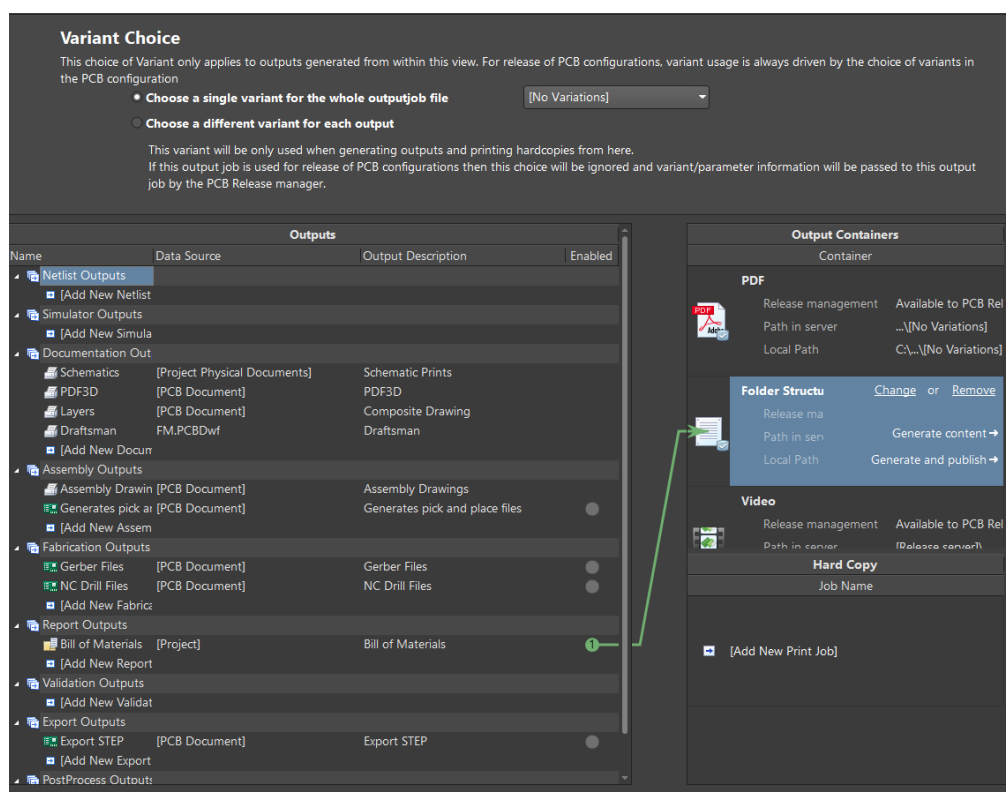 Variant Choice
This choice of Variant only applies to outputs generated from within this view. For release of PCB configurations, variant usage is always driven by the choice of variants in
the PCB configuration
Choose a single variant for the whole outputjob file [No Variations]
Choose a different variant for each output
This variant will be only used when generating outputs and printing hardcopies from here.
If this output job is used for release of PCB configurations then this choice will be ignored and variant/parameter information will be passed to this output
job by the PCB Release manager.
Outputs
Name Data Source Output Description Enabled
Netlist Outputs
[Add New Netlist
Simulator Outputs
[Add New Simula
Documentation Out
Schematics [Project Physical Documents] Schematic Prints
PDF3D [PCB Document] PDF3D
Layers [PCB Document] Composite Drawing
Draftsman FM.PCBDwf Draftsman
[Add New Docum
Assembly Outputs
Assembly Drawin [PCB Document] Assembly Drawings
Generates pick ar [PCB Document] Generates pick and place files
[Add New Assem
Fabrication Outputs
Gerber Files [PCB Document] Gerber Files
NC Drill Files [PCB Document] NC Drill Files
[Add New Fabrica
Report Outputs
Bill of Materials [Project] Bill of Materials 1
[Add New Report
Validation Outputs
[Add New Validat
Export Outputs
Export STEP [PCB Document] Export STEP
[Add New Export
PostProcess Outputs
Output Containers
Container
PDF
PDF
Adobe
Release management Available to PCB Rel
Path in server ...\[No Variations]
Local Path C:\...\[No Variations]
Folder Structu Change or Remove
Release ma
Path in serv Generate content
Local Path Generate and publish
Video
Release management Available to PCB Rel
Path in server [Release server]\
Hard Copy
Job Name
[Add New Print Job]